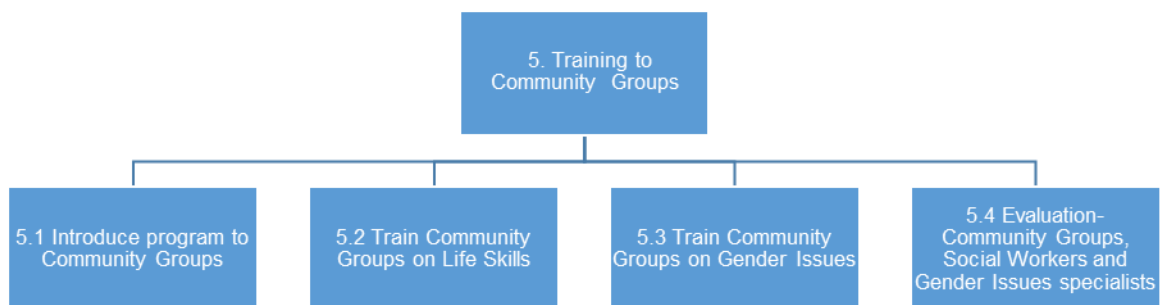 5. Training to
Community Groups
5.1 Introduce program to
Community Groups
5.2 Train Community
Groups on Life Skills
5.3 Train Community
Groups on Gender Issues
5.4 Evaluation-
Community Groups,
Social Workers and
Gender Issues specialists